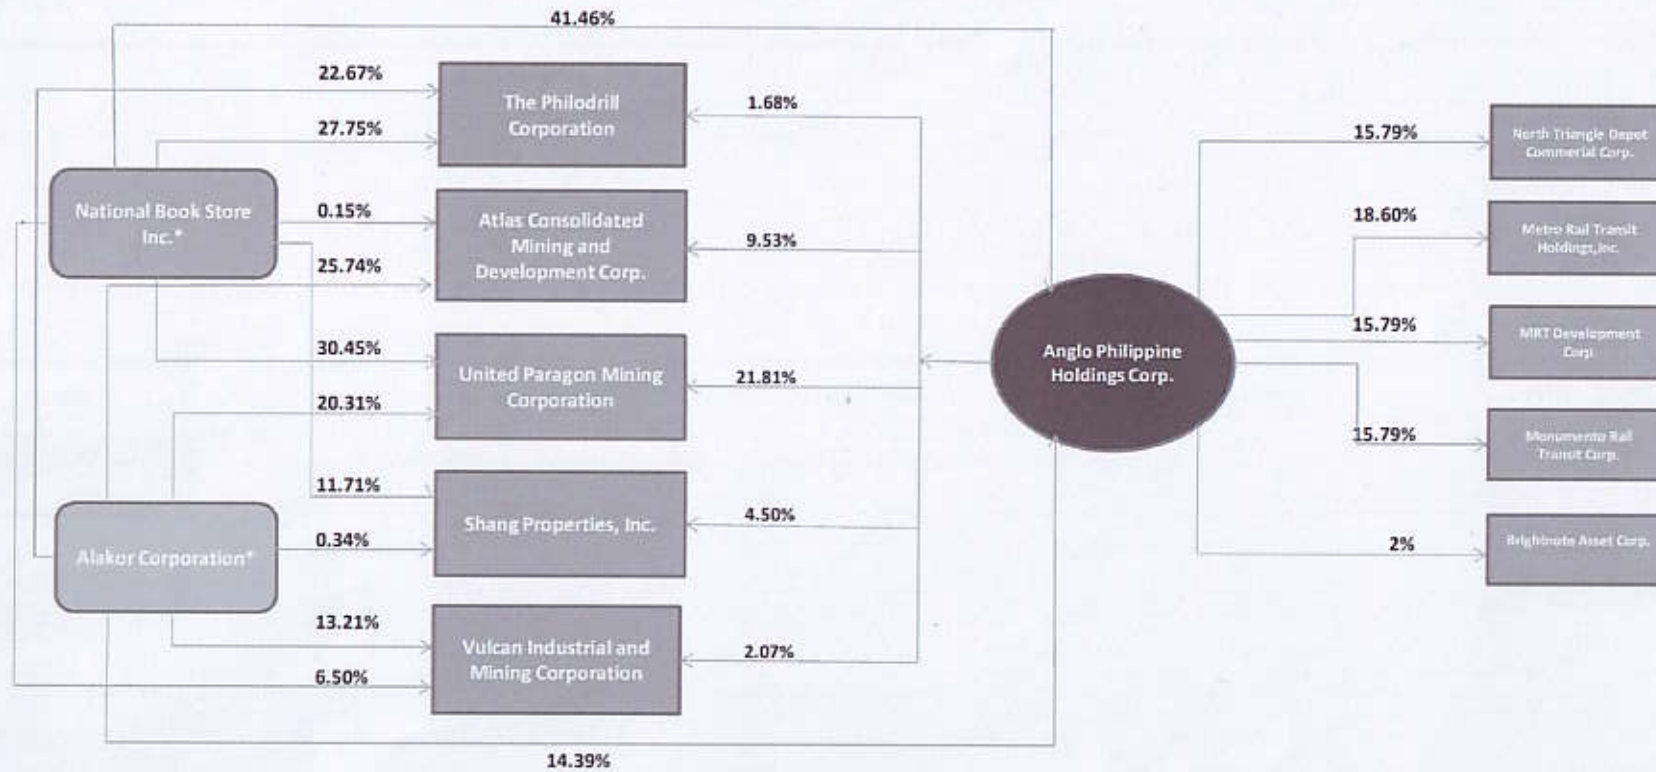 41.46%
22.67%
27.75%
0.15%
25.74%
30.45%
20.31%
11.71%
0.34%
13.21%
6.50%
14.39%
National Book Store
Inc.*
Alakor Corporation*
The Philodrill
Corporation
Atlas Consolidated
Mining and
Development Corp.
United Paragon Mining
Corporation
Shang Properties, Inc.
Vulcan Industrial and
Mining Corporation
1.68%
9.53%
21.81%
4.50%
2.07%
Anglo Philippine
Holdings Corp.
15.79%
18.60%
15.79%
15.79%
2%
North Triangle Depot
Commerial Corp.
Metro Rail Transit
Holdings,Inc.
MRT Development
Corp.
Monumento Rail
Transit Corp.
Brightnote Asset Corp.